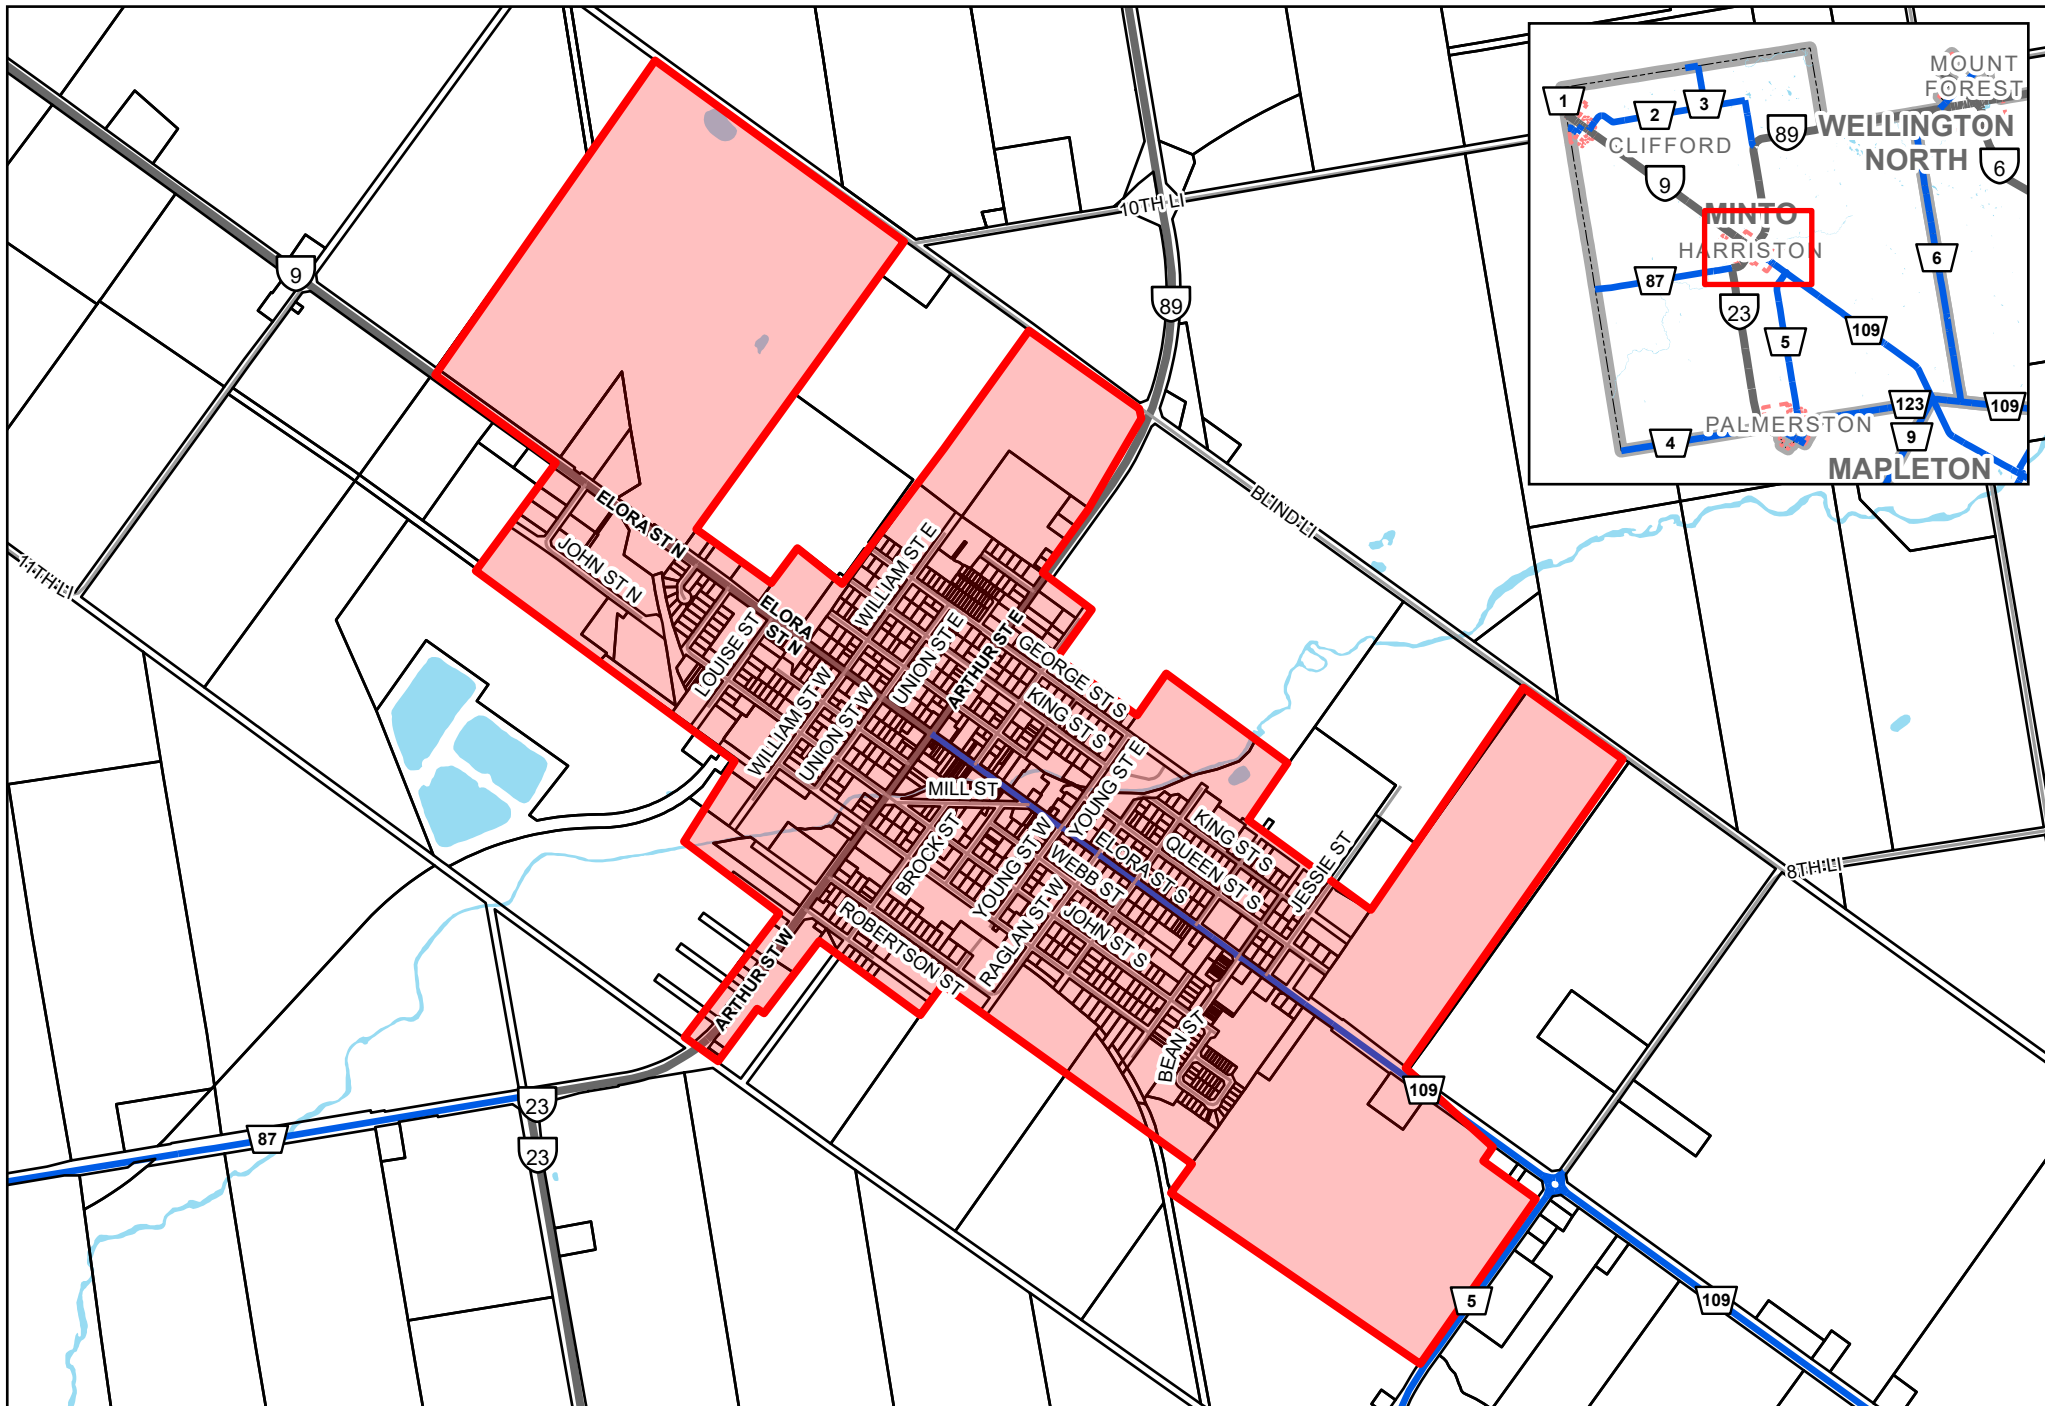 10TH LI
9
89
BLIND LI
11TH LI
ELORA ST N
JOHN ST N
WILLIAM ST E
ELORA
ST N
LOUISE ST
UNION ST E
ARTHUR ST E
GEORGE ST S
KING ST S
WILLIAM ST W
UNION ST W
YOUNG ST E
MILL ST
BROCK ST
YOUNG ST W
WEBB ST
ELORA ST S
QUEEN ST S
KING ST S
JESSIE ST
8TH LI
ROBERTSON ST
RAGLAN ST W
JOHN ST S
ARTHUR ST W
BEAN ST
109
23
87
23
5
109
MOUNT
FOREST
1
2
3
89
WELLINGTON
NORTH
CLIFFORD
9
6
MINTO
HARRISTON
87
23
6
5
109
123
109
PALMERSTON
4
9
MAPLETON